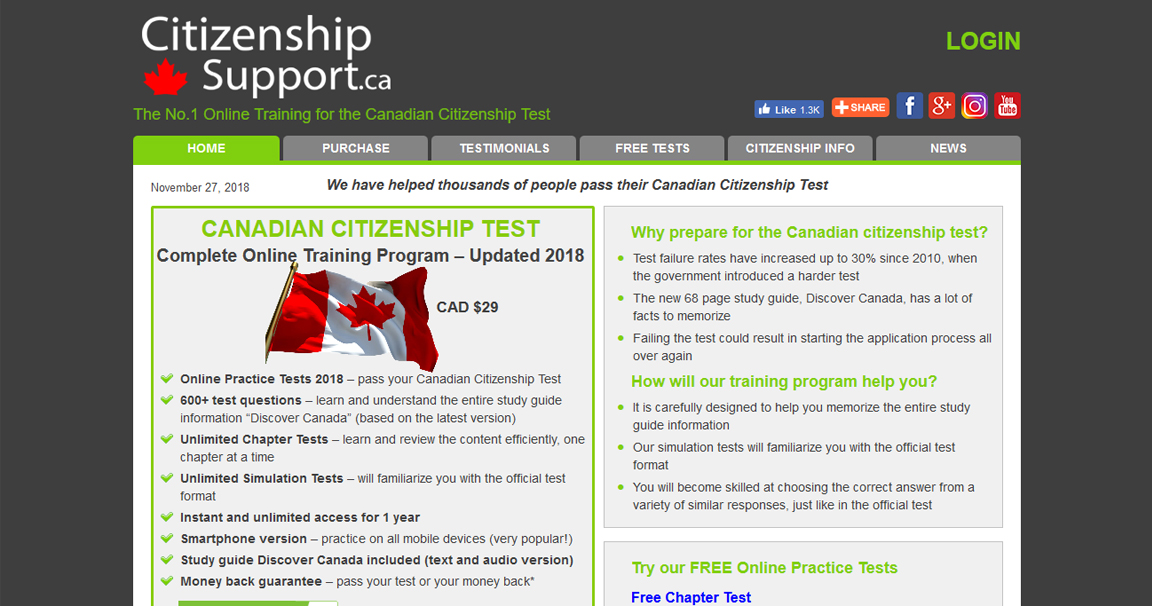 Citizenship
Support.ca
LOGIN
The No.1 Online Training for the Canadian Citizenship Test
Like 1.3K
SHARE
f
g+
You
Tube
HOME
PURCHASE
TESTIMONIALS
FREE TESTS
CITIZENSHIP INFO
NEWS
November 27, 2018
We have helped thousands of people pass their Canadian Citizenship Test
CANADIAN CITIZENSHIP TEST
Complete Online Training Program – Updated 2018
CAD $29
Online Practice Tests 2018 – pass your Canadian Citizenship Test
600+ test questions – learn and understand the entire study guide
information “Discover Canada” (based on the latest version)
Unlimited Chapter Tests – learn and review the content efficiently, one
chapter at a time
Unlimited Simulation Tests – will familiarize you with the official test
format
Instant and unlimited access for 1 year
Smartphone version – practice on all mobile devices (very popular!)
Study guide Discover Canada included (text and audio version)
Money back guarantee – pass your test or your money back*
Why prepare for the Canadian citizenship test?
Test failure rates have increased up to 30% since 2010, when
the government introduced a harder test
The new 68 page study guide, Discover Canada, has a lot of
facts to memorize
Failing the test could result in starting the application process all
over again
How will our training program help you?
It is carefully designed to help you memorize the entire study
guide information
Our simulation tests will familiarize you with the official test
format
You will become skilled at choosing the correct answer from a
variety of similar responses, just like in the official test
Try our FREE Online Practice Tests
Free Chapter Test